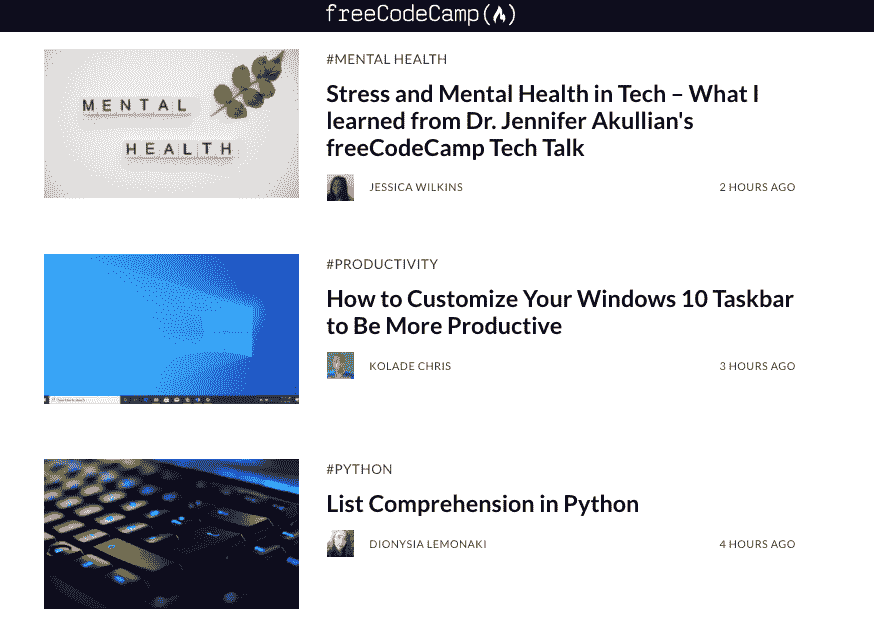 freeCodeCamp(🔥)
MENTAL
HEALTH
#MENTAL HEALTH
Stress and Mental Health in Tech – What I
learned from Dr. Jennifer Akullian's
freeCodeCamp Tech Talk
JESSICA WILKINS
2 HOURS AGO
#PRODUCTIVITY
How to Customize Your Windows 10 Taskbar
to Be More Productive
KOLADE CHRIS
3 HOURS AGO
#PYTHON
List Comprehension in Python
DIONYSIA LEMONAKI
4 HOURS AGO